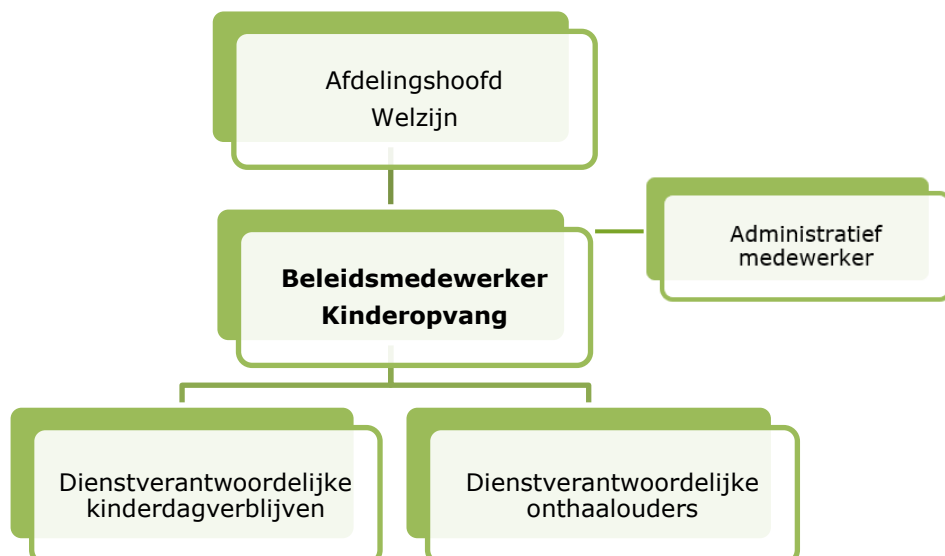 Afdelingshoofd
Welzijn
Beleidsmedewerker
Kinderopvang
Administratief
medewerker
Dienstverantwoordelijke
kinderdagverblijven
Dienstverantwoordelijke
onthaalouders